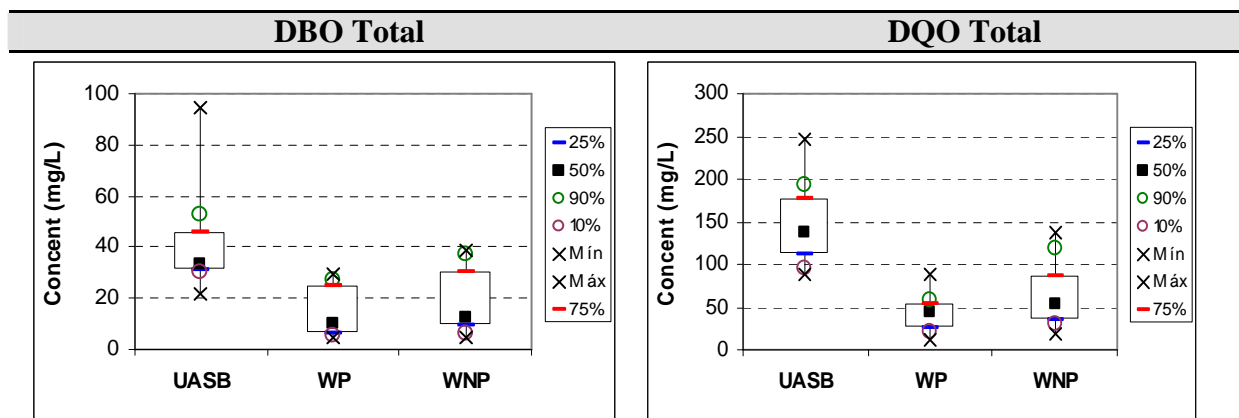 DBO Total
DQO Total
Concent (mg/L)
100
80
60
40
20
0
UASB WP WNP
25%
50%
90%
10%
Mín
Máx
75%
Concent (mg/L)
300
250
200
150
100
50
0
UASB WP WNP
25%
50%
90%
10%
Mín
Máx
75%